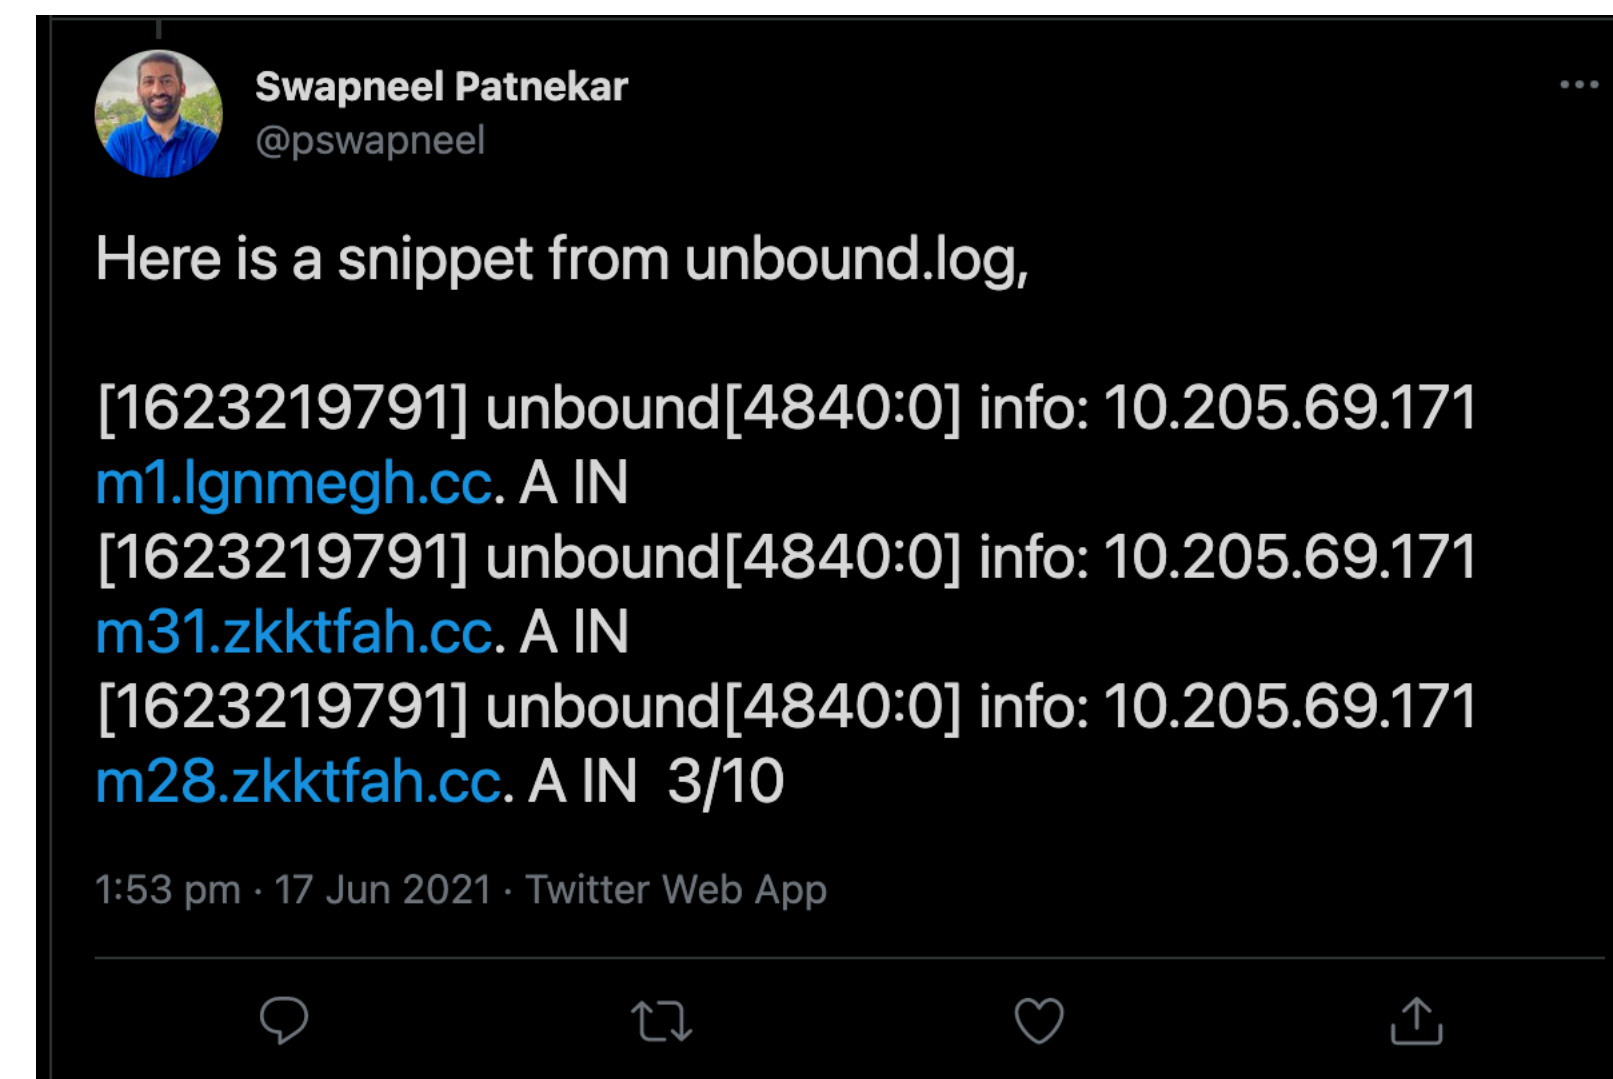 Swapneel Patnekar
@pswapneel
Here is a snippet from unbound.log,
[1623219791] unbound[4840:0] info: 10.205.69.171
m1.lgnmegh.cc. A IN
[1623219791] unbound[4840:0] info: 10.205.69.171
m31.zkktfah.cc. A IN
[1623219791] unbound[4840:0] info: 10.205.69.171
m28.zkktfah.cc. A IN  3/10
1:53 pm · 17 Jun 2021 · Twitter Web App